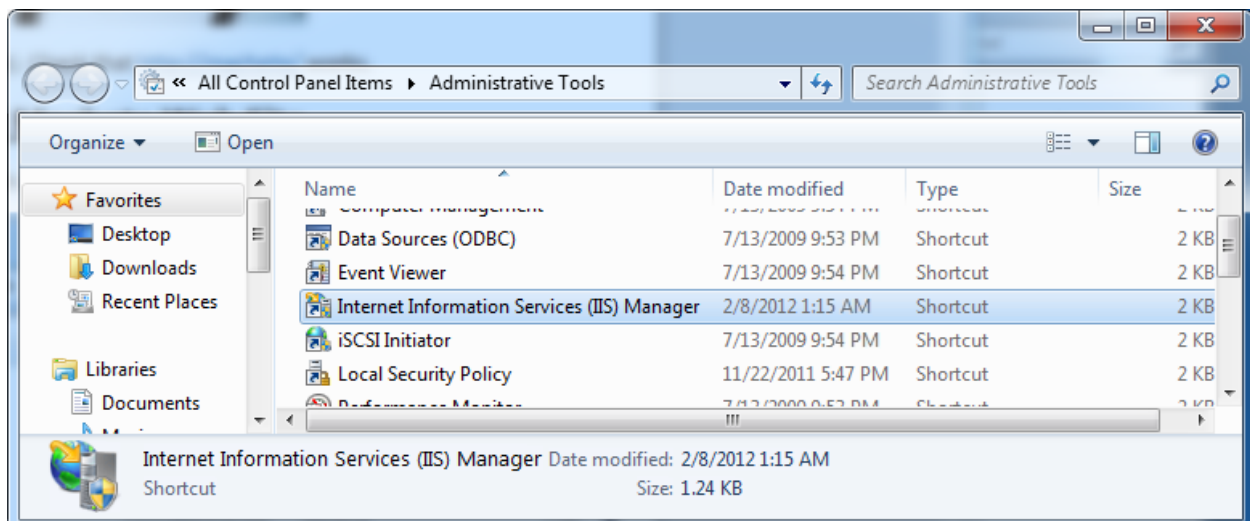 « All Control Panel Items ▸ Administrative Tools Search Administrative Tools
Organize Open
Name Date modified Type Size
Favorites
Desktop
Downloads
Recent Places
Libraries
Documents
Computer Management
Data Sources (ODBC) 7/13/2009 9:53 PM Shortcut 2 KB
Event Viewer 7/13/2009 9:54 PM Shortcut 2 KB
Internet Information Services (IIS) Manager 2/8/2012 1:15 AM Shortcut 2 KB
iSCSI Initiator 7/13/2009 9:54 PM Shortcut 2 KB
Local Security Policy 11/22/2011 5:47 PM Shortcut 2 KB
Performance Monitor
Internet Information Services (IIS) Manager Date modified: 2/8/2012 1:15 AM
Shortcut Size: 1.24 KB